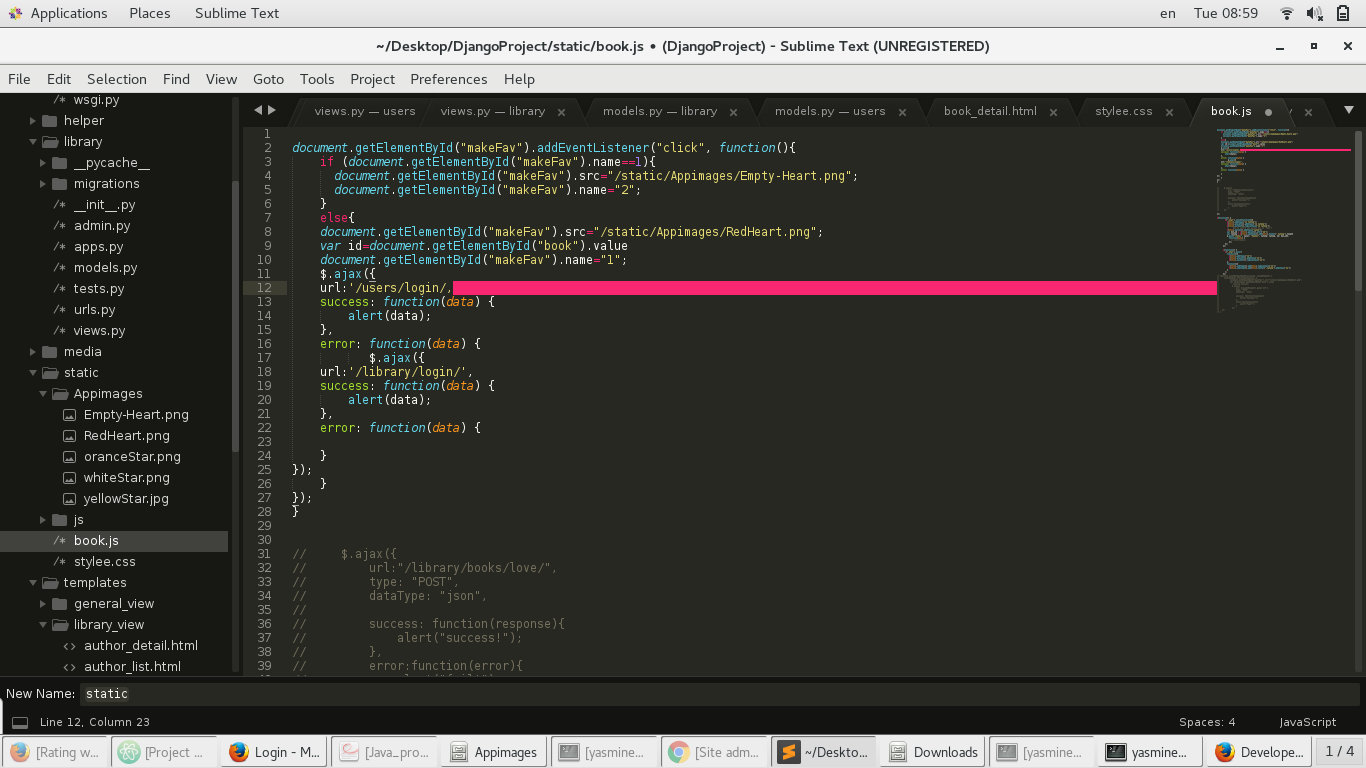 Applications Places Sublime Text en Tue 08:59
~/Desktop/DjangoProject/static/book.js • (DjangoProject) - Sublime Text (UNREGISTERED)
File Edit Selection Find View Goto Tools Project Preferences Help
views.py — users views.py — library models.py — library models.py — users book_detail.html stylee.css book.js
/* wsgi.py
helper
library
__pycache__
migrations
/* __init__.py
/* admin.py
/* apps.py
/* models.py
/* tests.py
/* urls.py
/* views.py
media
static
Appimages
Empty-Heart.png
RedHeart.png
oranceStar.png
whiteStar.png
yellowStar.jpg
js
/* book.js
/* stylee.css
templates
general_view
library_view
<> author_detail.html
<> author_list.html
1
2 document.getElementById("makeFav").addEventListener("click", function(){
3 if (document.getElementById("makeFav").name==1){
4 document.getElementById("makeFav").src="/static/Appimages/Empty-Heart.png";
5 document.getElementById("makeFav").name="2";
6 }
7 else{
8 document.getElementById("makeFav").src="/static/Appimages/RedHeart.png";
9 var id=document.getElementById("book").value
10 document.getElementById("makeFav").name="1";
11 $.ajax({
12 url:'/users/login/,
13 success: function(data) {
14 alert(data);
15 },
16 error: function(data) {
17 $.ajax({
18 url:'/library/login/',
19 success: function(data) {
20 alert(data);
21 },
22 error: function(data) {
23
24 }
25 });
26 }
27 });
28 }
29
30
31 // $.ajax({
32 // url:"/library/books/love/",
33 // type: "POST",
34 // dataType: "json",
35 //
36 // success: function(response){
37 // alert("success!");
38 // },
39 // error:function(error){
New Name: static
Line 12, Column 23 Spaces: 4 JavaScript
[Rating w... [Project ... Login - M... [Java_pro... Appimages [yasmine... [Site adm... ~/Deskto... Downloads [yasmine... yasmine... Develope... 1 / 4